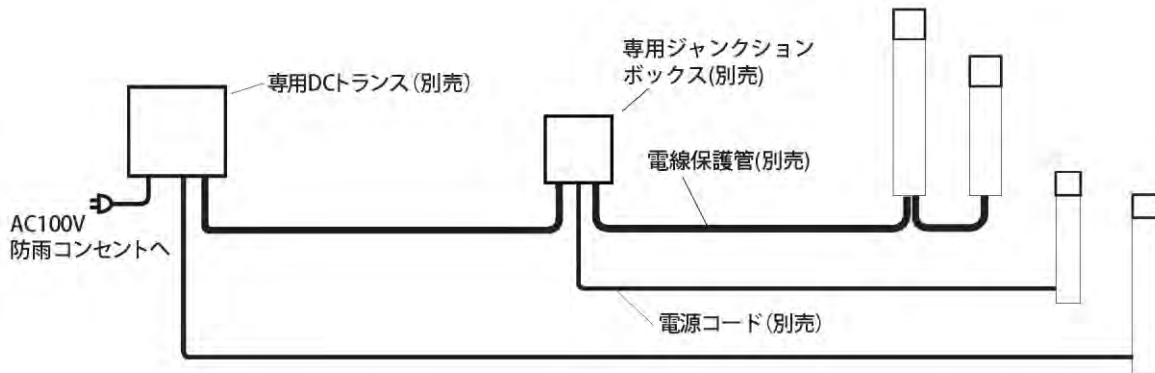 専用DCトランス（別売）
専用ジャンクション
ボックス(別売)
電線保護管(別売)
AC100V
防雨コンセントへ
電源コード（別売）